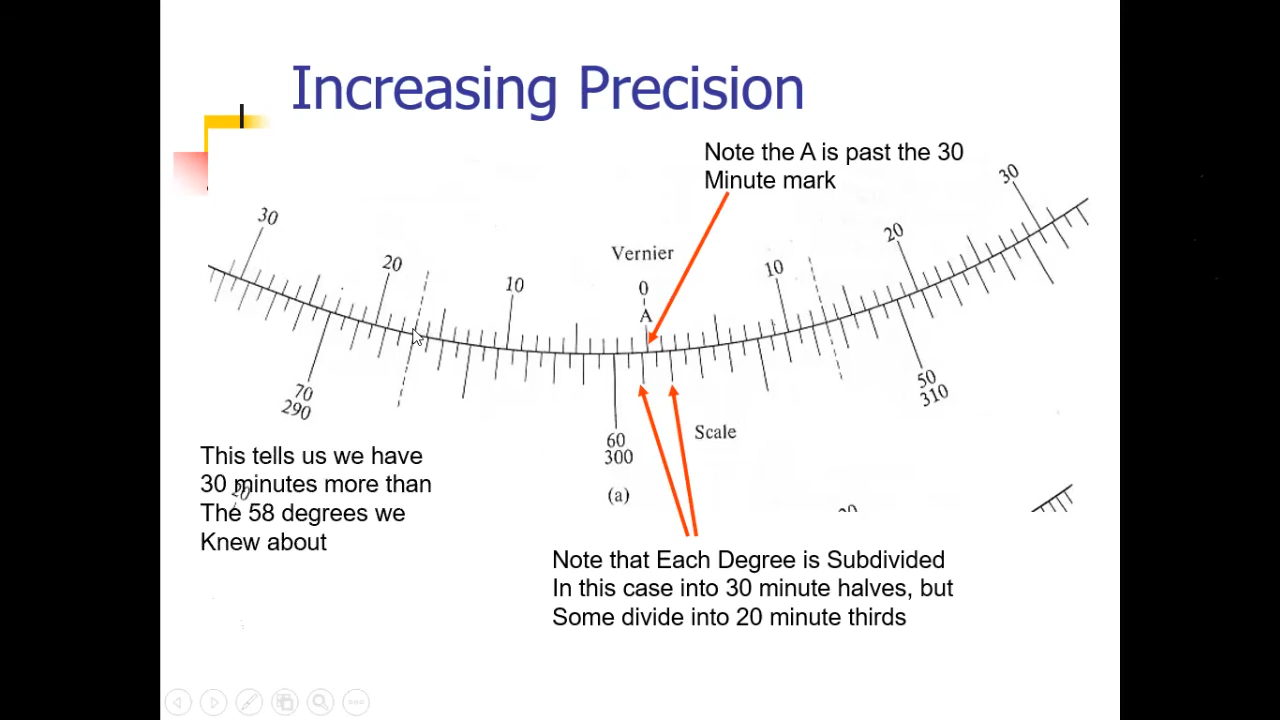 Increasing Precision
Note the A is past the 30
Minute mark
30
20
10
Vernier
0
A
10
20
30
70
290
60
300
50
310
Scale
(a)
This tells us we have
30 minutes more than
20
The 58 degrees we
Knew about
20
Note that Each Degree is Subdivided
In this case into 30 minute halves, but
Some divide into 20 minute thirds